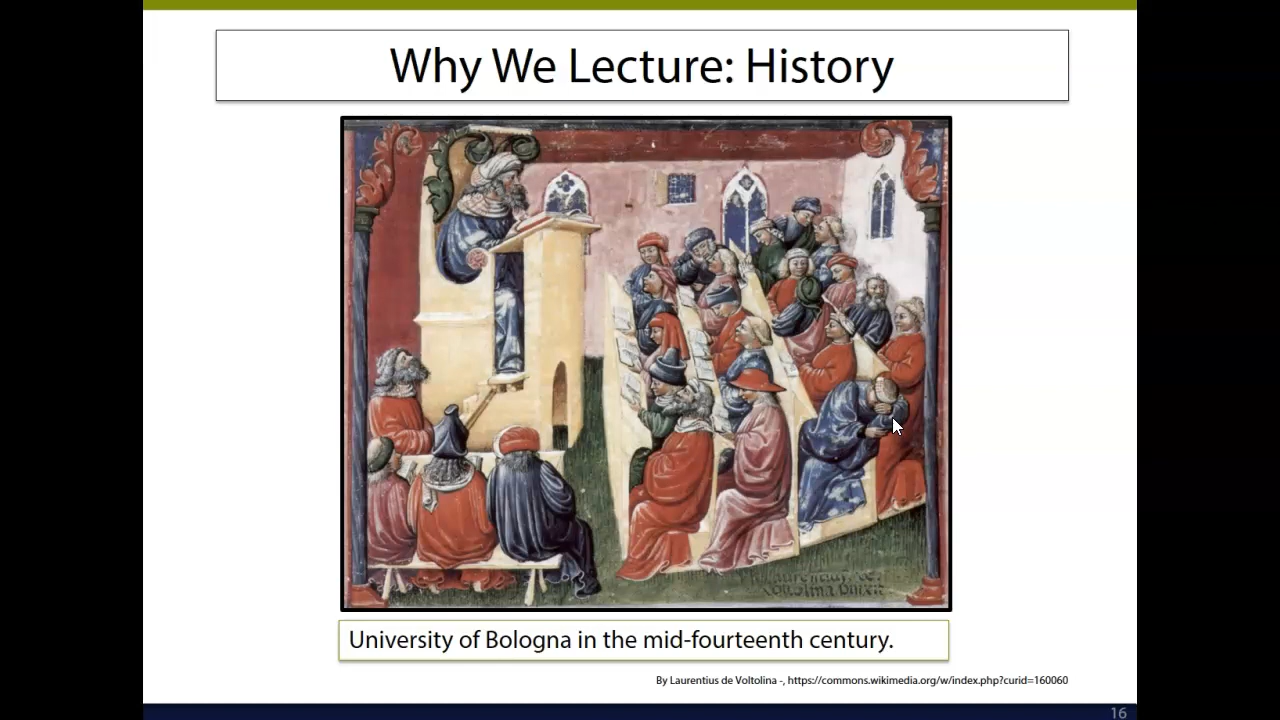 Why We Lecture: History
University of Bologna in the mid-fourteenth century.
By Laurentius de Voltolina -, https://commons.wikimedia.org/w/index.php?curid=160060
16